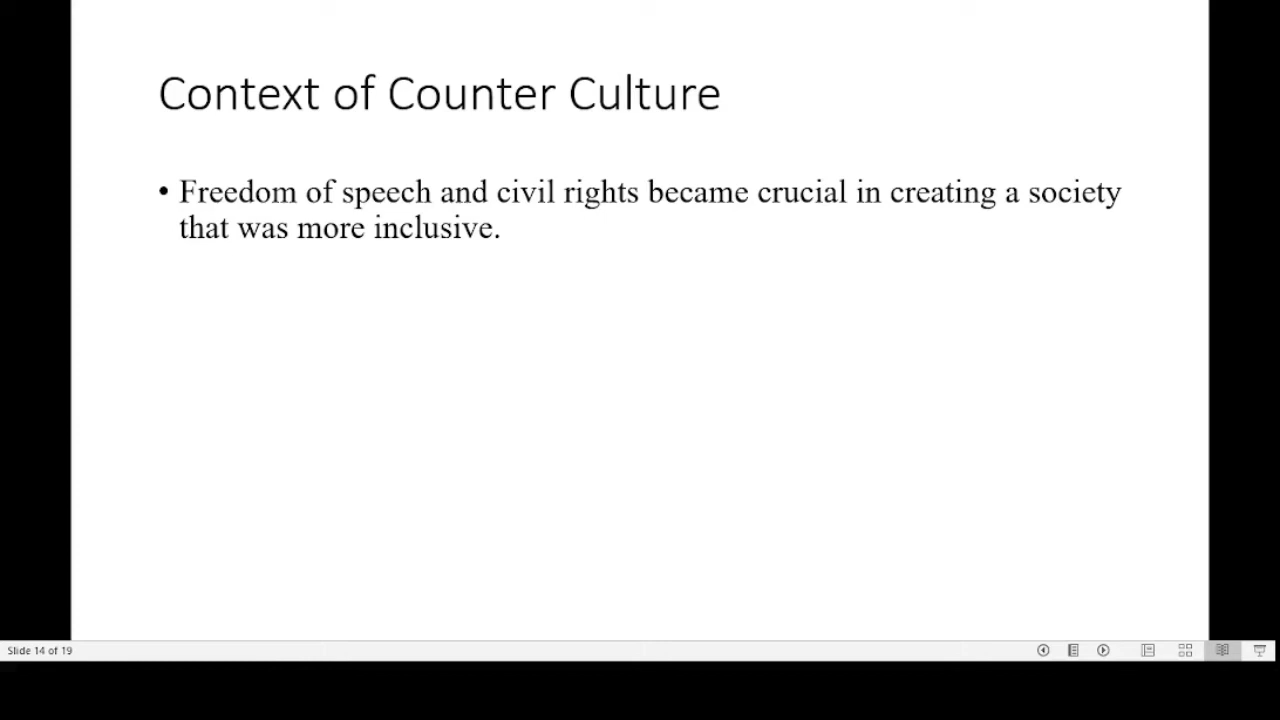 Context of Counter Culture
• Freedom of speech and civil rights became crucial in creating a society
that was more inclusive.
Slide 14 of 19